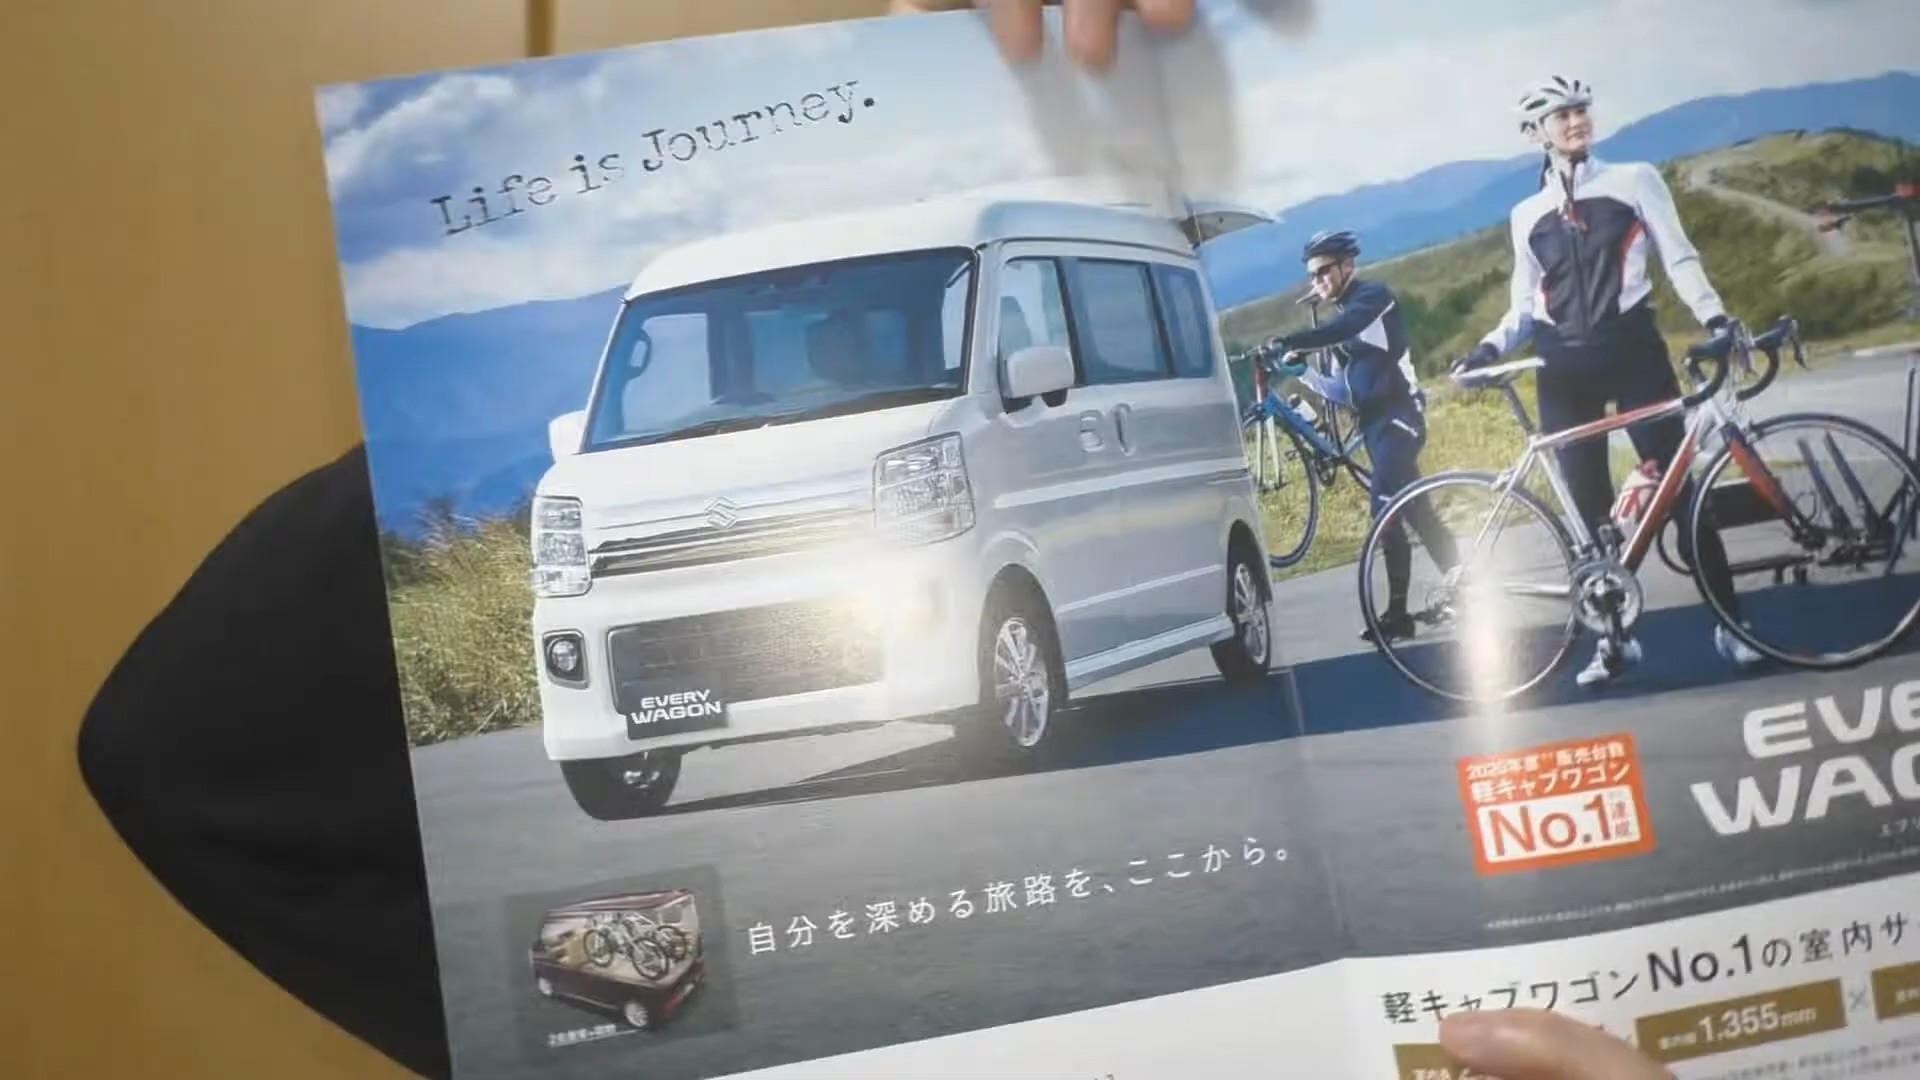 Life is Journey.
EVERY
WAGON
2020年度 販売台数
軽キャブワゴン
No.1達成
EVE
WAG
自分を深める旅路を、ここから。
軽キャブワゴンNo.1の室内サ
1.355mm
×